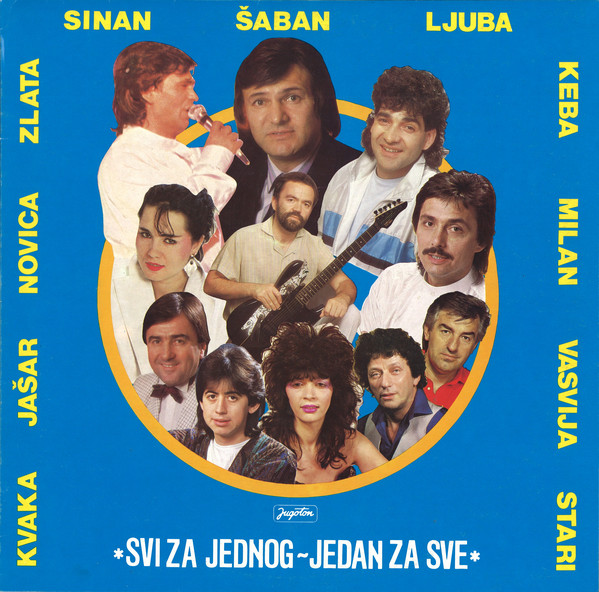 SINAN ŠABAN LJUBA
ZLATA
NOVICA
JAŠAR
KVAKA
KEBA
MILAN
VASVIJA
STARI
Jugoton
*SVI ZA JEDNOG~JEDAN ZA SVE*